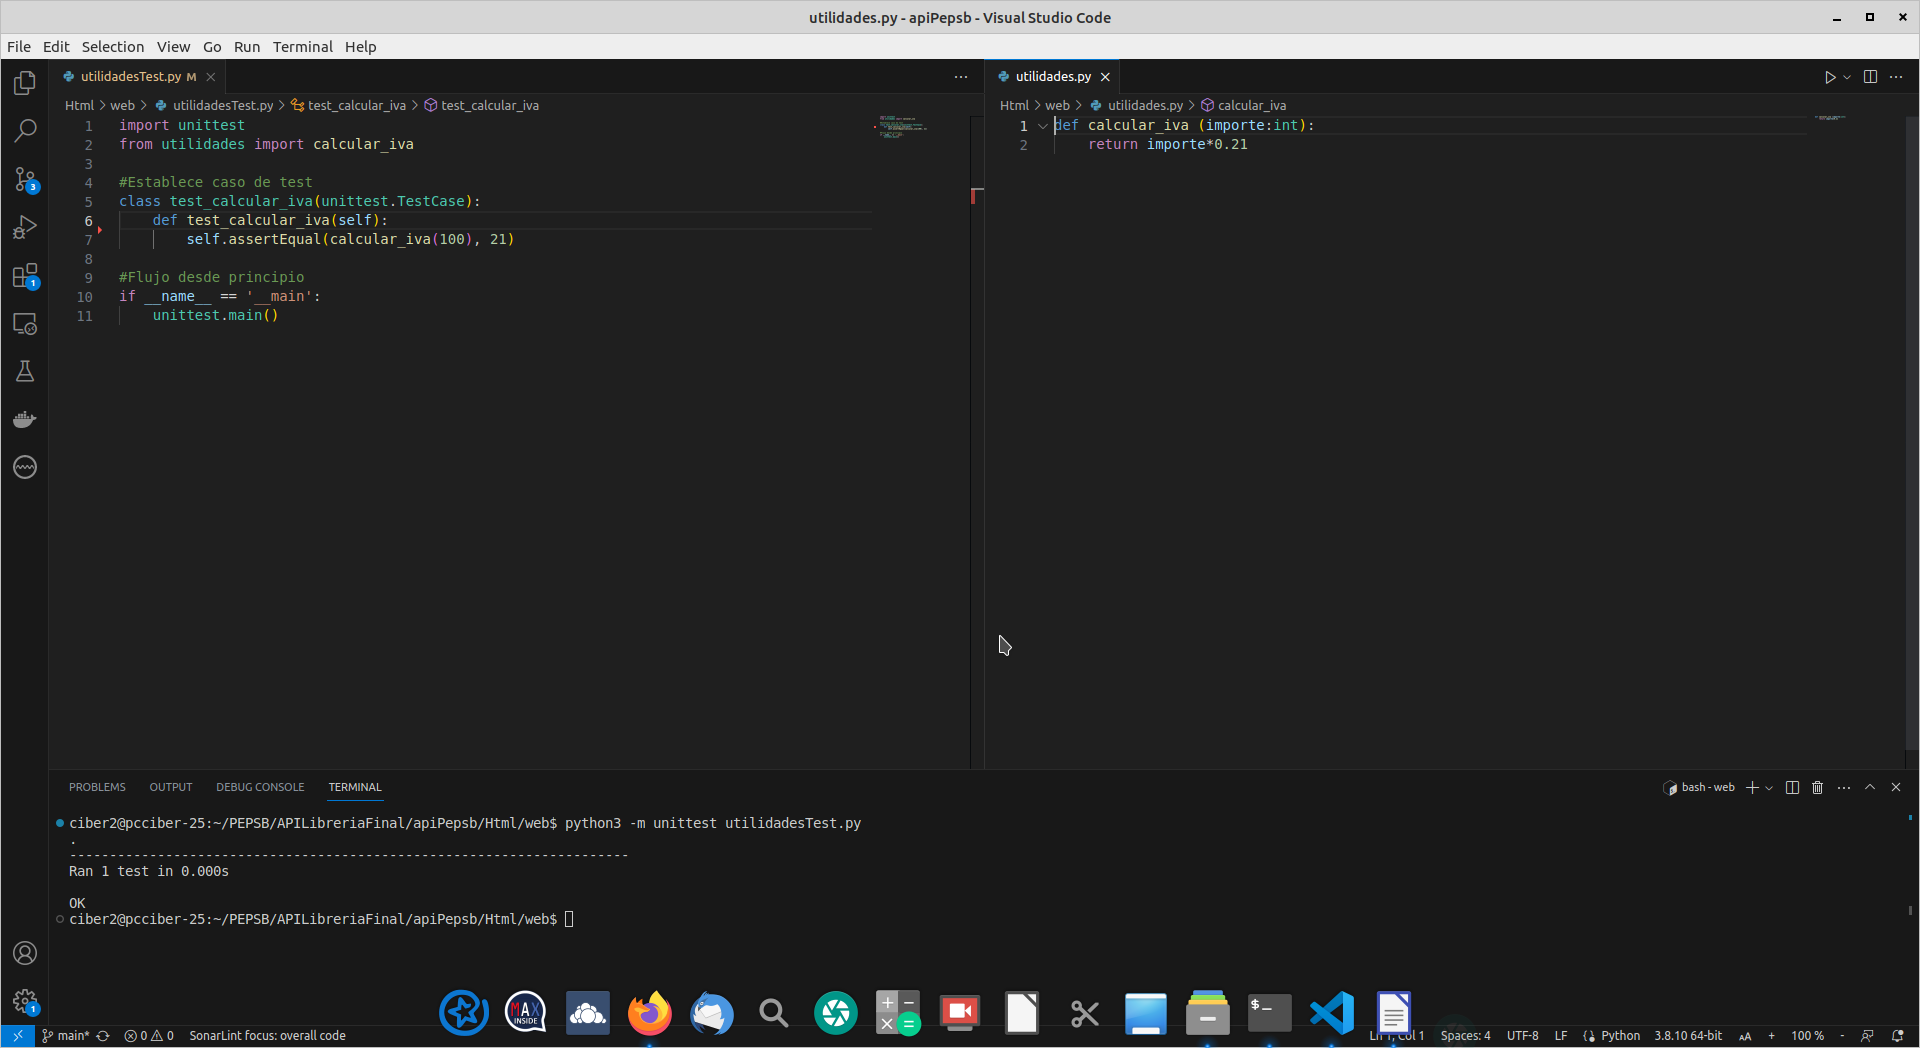 utilidades.py - apiPepsb - Visual Studio Code
File Edit Selection View Go Run Terminal Help
utilidadesTest.py M
Html > web > utilidadesTest.py > test_calcular_iva > test_calcular_iva
1 import unittest
2 from utilidades import calcular_iva
3
4 #Establece caso de test
5 class test_calcular_iva(unittest.TestCase):
6 def test_calcular_iva(self):
7 self.assertEqual(calcular_iva(100), 21)
8
9 #Flujo desde principio
10 if __name__ == '__main':
11 unittest.main()
utilidades.py
Html > web > utilidades.py > calcular_iva
1 def calcular_iva (importe:int):
2 return importe*0.21
3
1
1
PROBLEMS OUTPUT DEBUG CONSOLE TERMINAL
bash - web
ciber2@pcciber-25:~/PEPSB/APILibreriaFinal/apiPepsb/Html/web$ python3 -m unittest utilidadesTest.py
.
----------------------------------------------------------------------
Ran 1 test in 0.000s
OK
ciber2@pcciber-25:~/PEPSB/APILibreriaFinal/apiPepsb/Html/web$
MAX
INSIDE
$_
main* 0 0 SonarLint focus: overall code
Ln 1, Col 1 Spaces: 4 UTF-8 LF Python 3.8.10 64-bit AA + 100 % -